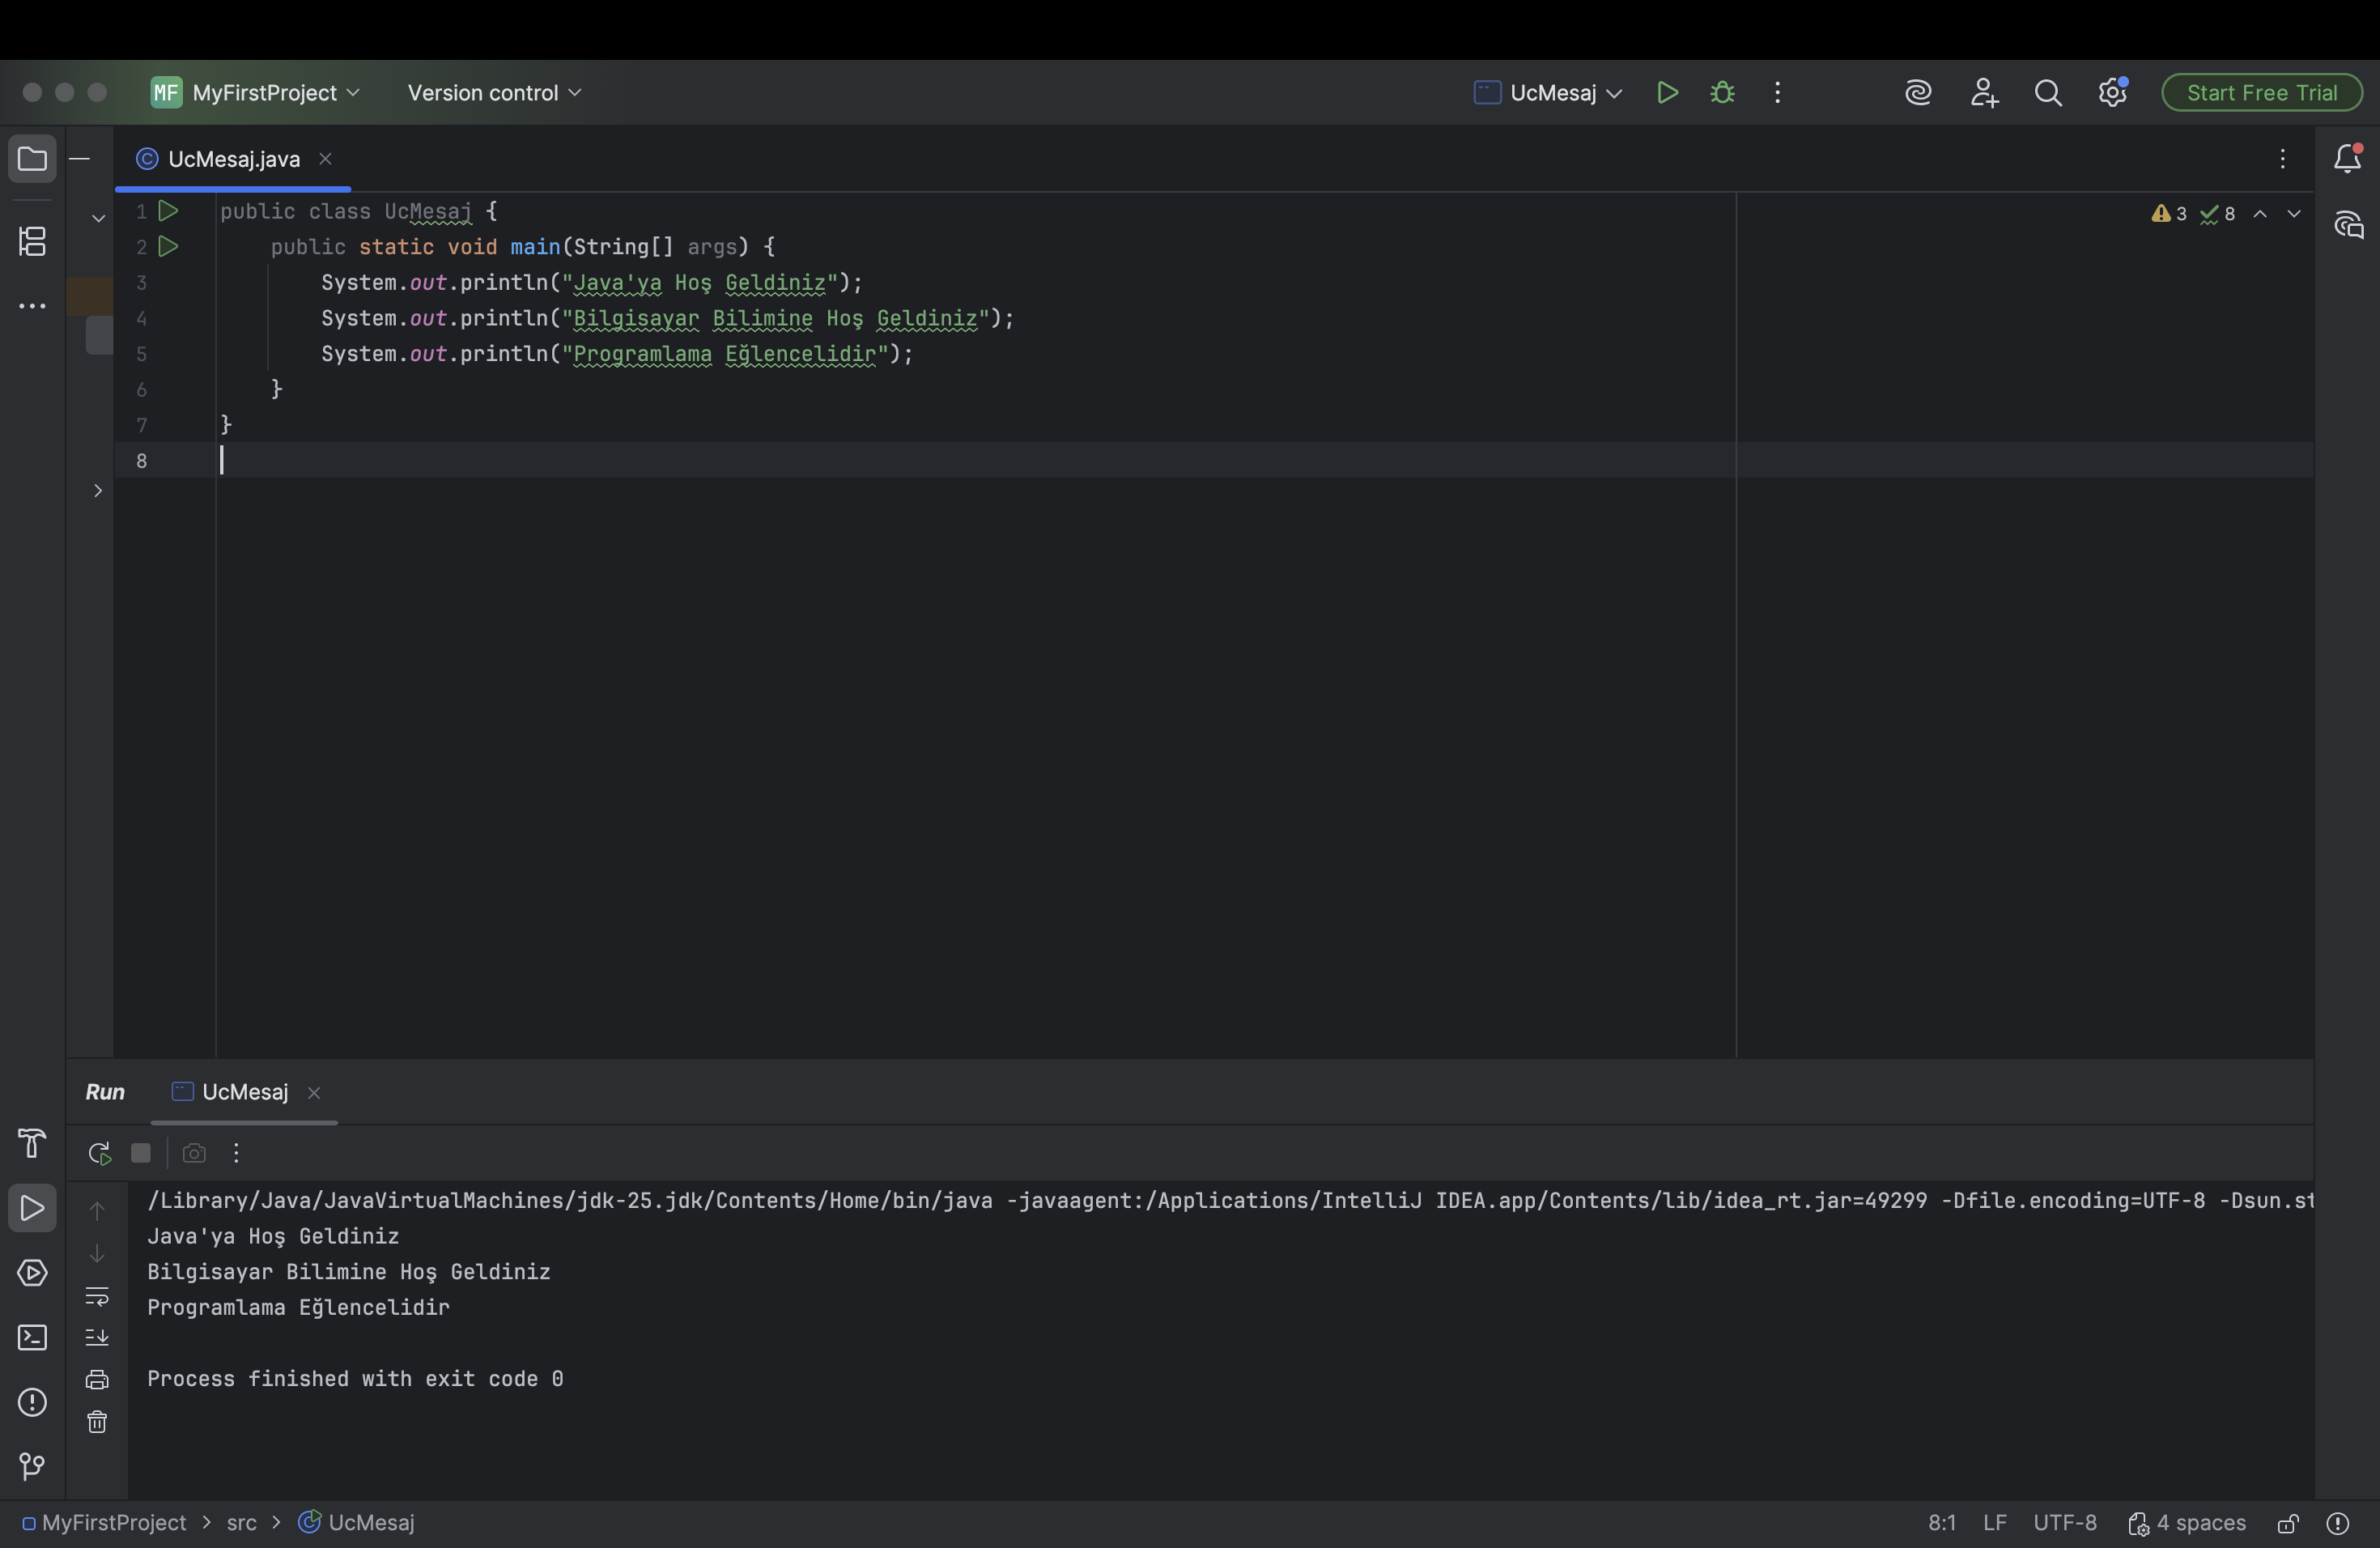 MF MyFirstProject Version control UcMesaj Start Free Trial
UcMesaj.java
1 public class UcMesaj {
2 public static void main(String[] args) {
3 System.out.println("Java'ya Hoş Geldiniz");
4 System.out.println("Bilgisayar Bilimine Hoş Geldiniz");
5 System.out.println("Programlama Eğlencelidir");
6 }
7 }
8
3 8
Run UcMesaj
/Library/Java/JavaVirtualMachines/jdk-25.jdk/Contents/Home/bin/java -javaagent:/Applications/IntelliJ IDEA.app/Contents/lib/idea_rt.jar=49299 -Dfile.encoding=UTF-8 -Dsun.st
Java'ya Hoş Geldiniz
Bilgisayar Bilimine Hoş Geldiniz
Programlama Eğlencelidir
Process finished with exit code 0
MyFirstProject > src > UcMesaj 8:1 LF UTF-8 4 spaces